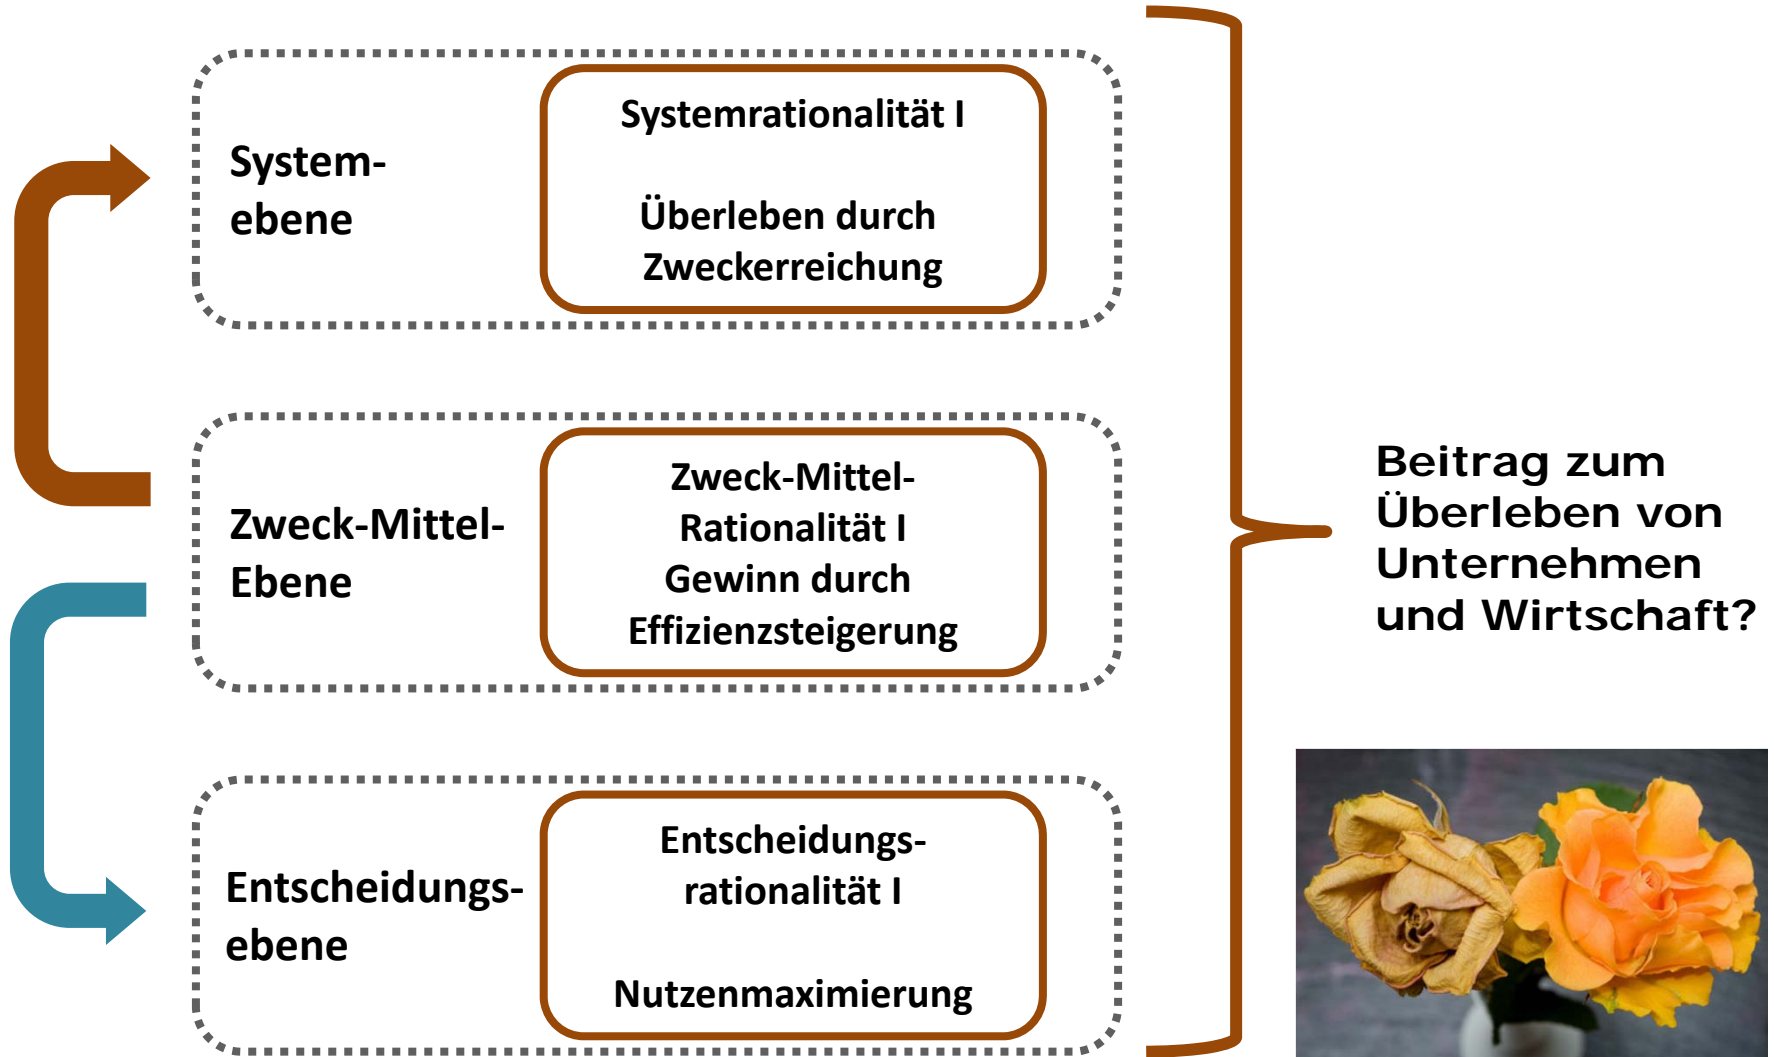 System-
ebene
Systemrationalität I
Überleben durch
Zweckerreichung
Zweck-Mittel-
Ebene
Zweck-Mittel-
Rationalität I
Gewinn durch
Effizienzsteigerung
Entscheidungs-
ebene
Entscheidungs-
rationalität I
Nutzenmaximierung
Beitrag zum
Überleben von
Unternehmen
und Wirtschaft?